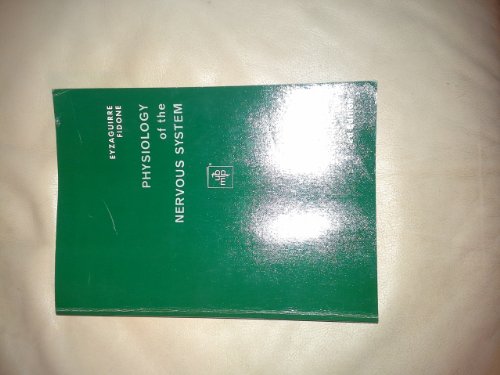 EYZAGUIRRE
FIDONE
PHYSIOLOGY
of the
NERVOUS SYSTEM